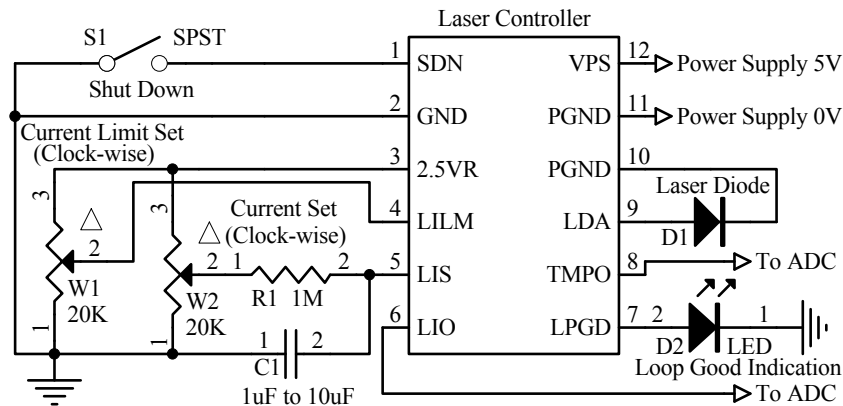 Laser Controller
S1 SPST
Shut Down
1 SDN VPS 12 Power Supply 5V
2 GND PGND 11 Power Supply 0V
Current Limit Set
(Clock-wise)
3 2.5VR PGND 10
Laser Diode
3 3
4 LILM LDA 9
D1
Current Set
(Clock-wise)
2 2 1 2
5 LIS TMPO 8 To ADC
W1
20K
W2
20K
R1 1M
6 LIO LPGD 7 2 1
1 1
D2 LED
Loop Good Indication
1 2
C1
1uF to 10uF
To ADC